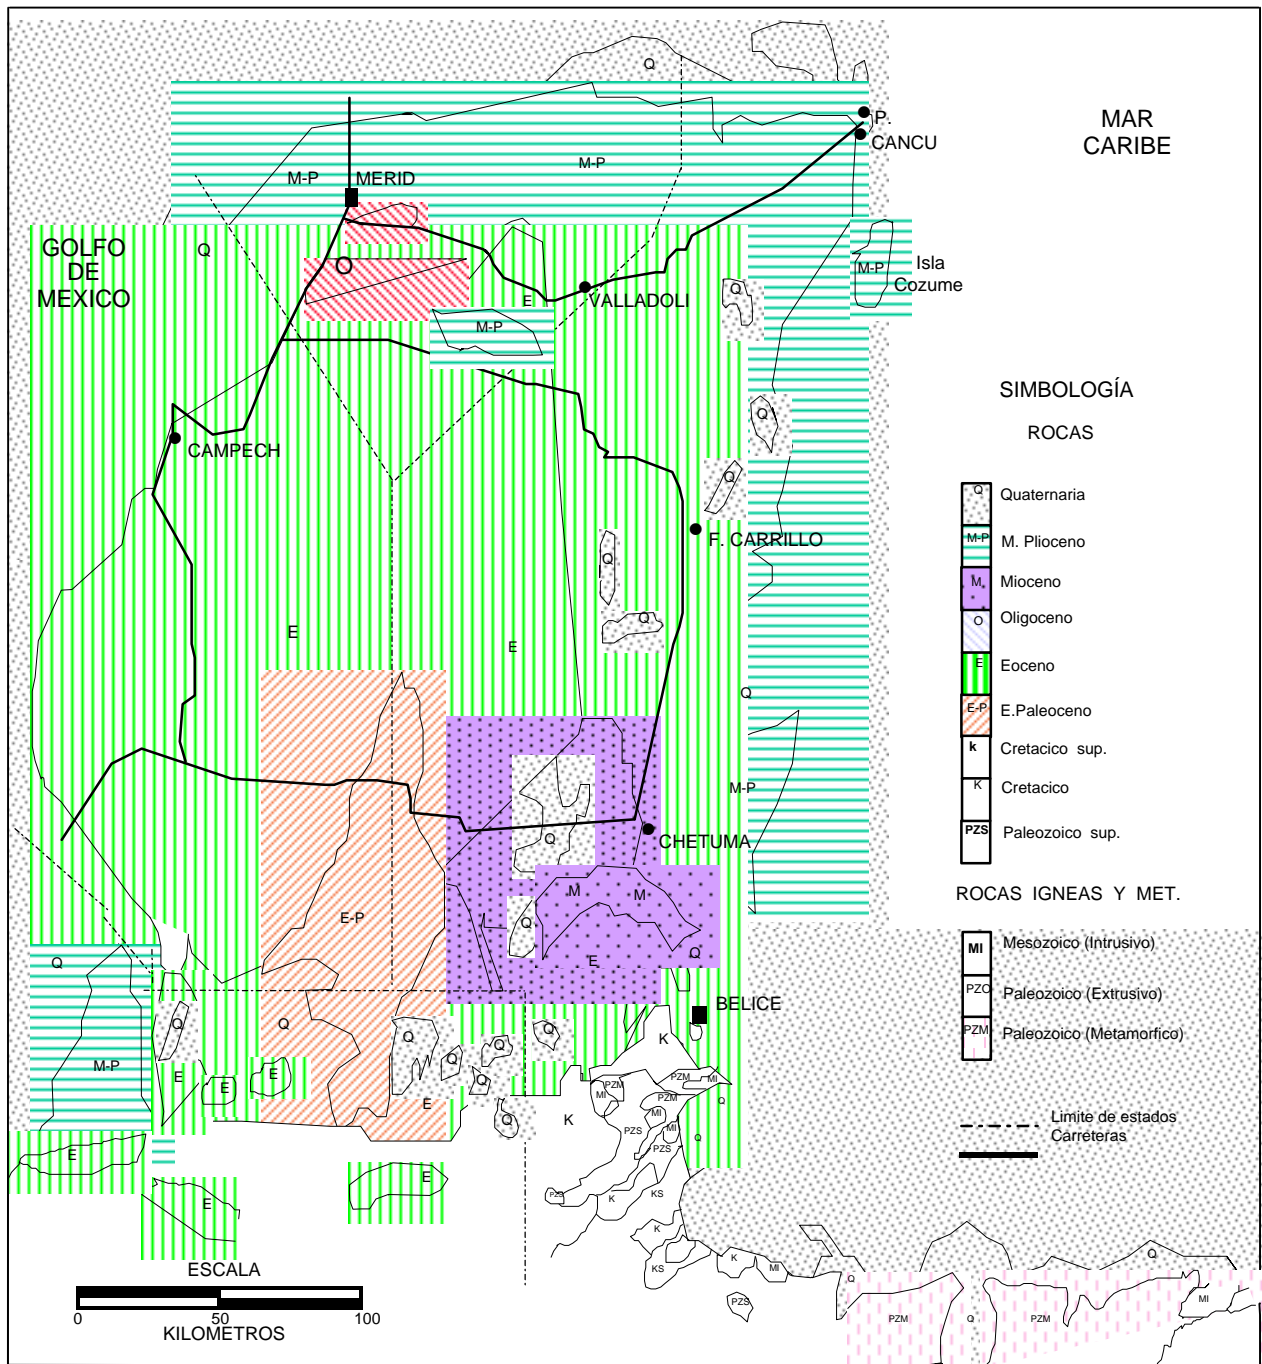 Q
P.
MAR
CARIBE
CANCU
M-P
M-P
MERID
GOLFO
DE
MEXICO
Q
O
M-P
Isla
Cozume
Q
E
VALLADOLI
M-P
SIMBOLOGÍA
ROCAS
Q
CAMPECH
Q
Q Quaternaria
F. CARRILLO
M-P M. Plioceno
Q
M Mioceno
Q
O Oligoceno
E
E
E Eoceno
Q
E-P E.Paleoceno
k Cretacico sup.
M-P
K Cretacico
Q
CHETUMA
PZS Paleozoico sup.
M
M
ROCAS IGNEAS Y MET.
E-P
Q
Q
E
Q
MI Mesozoico (Intrusivo)
PZO Paleozoico (Extrusivo)
BELICE
Q
Q
Q
Q
PZM Paleozoico (Metamorfico)
K
Q
Q
M-P
E
E
E
Q
PZM
PZM
MI
MI
PZM
Q
E
Q
K
MI
MI
Limite de estados
Carreteras
PZS
Q
PZS
E
E
PZS
K
KS
E
K
Q
ESCALA
KS
K
MI
Q
0
50
100
KILOMETROS
PZS
PZM
Q
PZM
MI